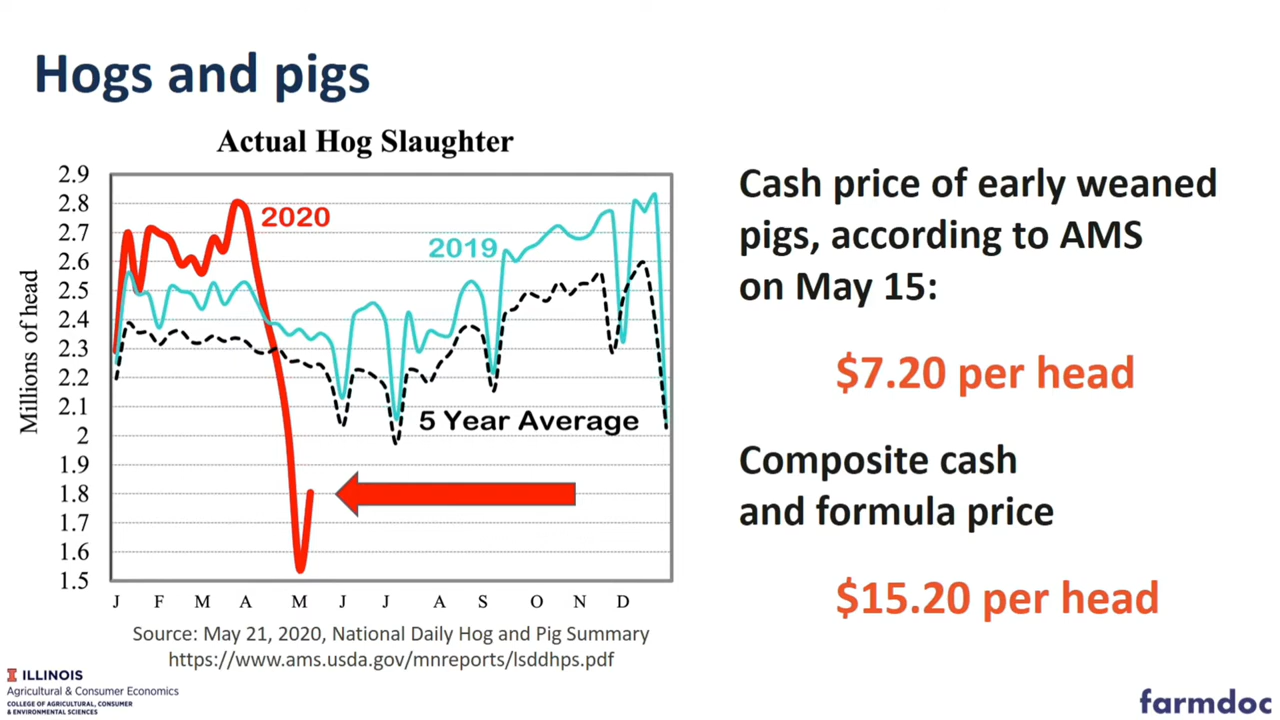 Hogs and pigs
Actual Hog Slaughter
2.9
2.8
2.7
2.6
2.5
2.4
2.3
2.2
2.1
2
1.9
1.8
1.7
1.6
1.5
Millions of head
2020
2019
5 Year Average
J F M A M J J A S O N D
Source: May 21, 2020, National Daily Hog and Pig Summary
https://www.ams.usda.gov/mnreports/lsddhps.pdf
Cash price of early weaned
pigs, according to AMS
on May 15:
$7.20 per head
Composite cash
and formula price
$15.20 per head
I ILLINOIS
Agricultural & Consumer Economics
COLLEGE OF AGRICULTURAL, CONSUMER
& ENVIRONMENTAL SCIENCES
farmdoc